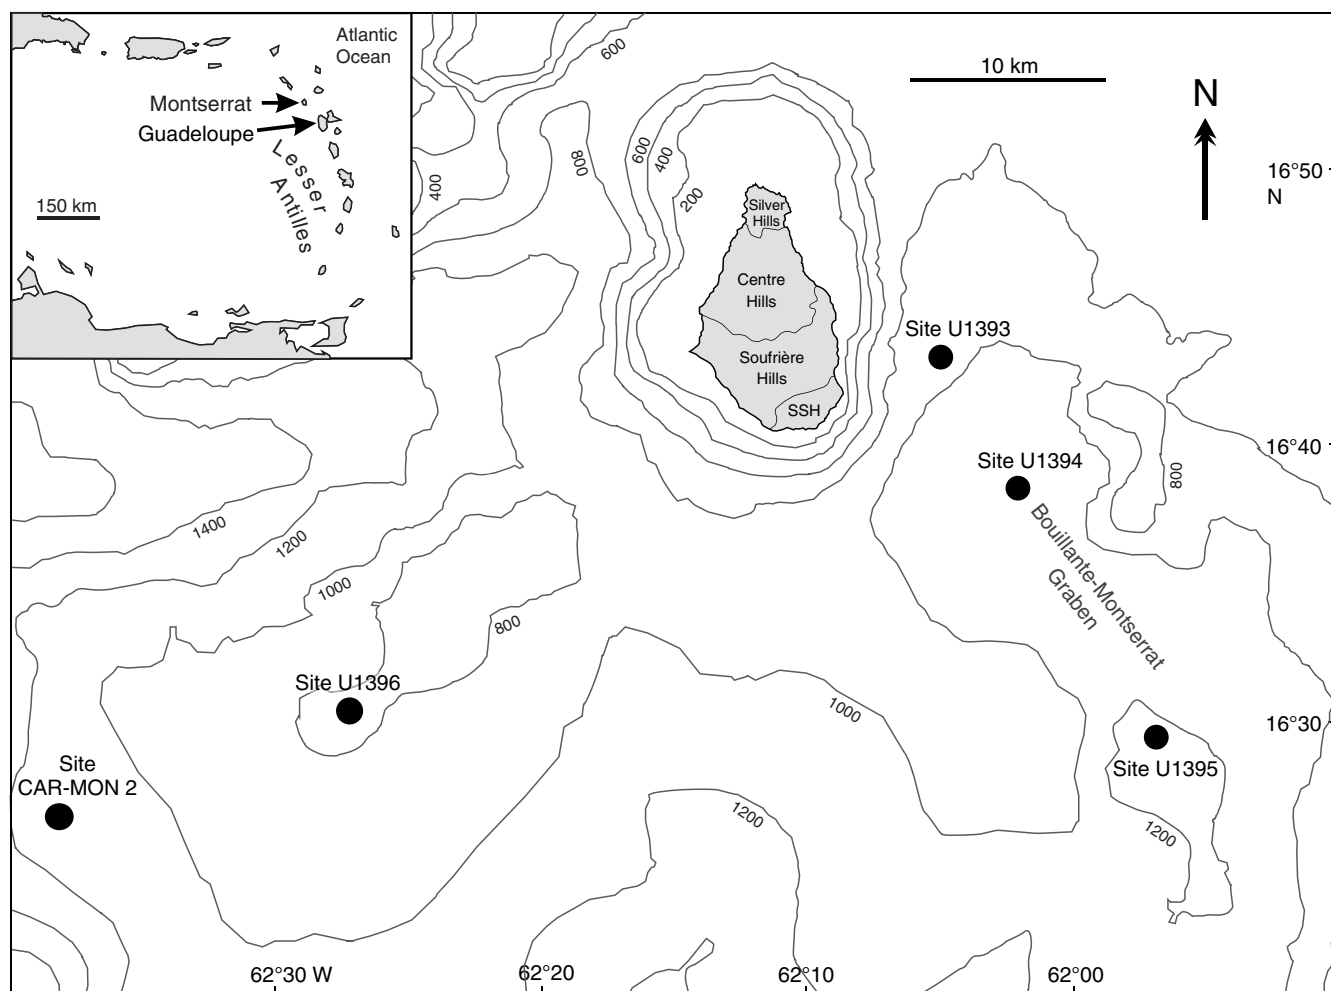 Atlantic
Ocean
Montserrat
Guadeloupe
Lesser
Antilles
150 km
600
10 km
N
16°50
N
800
600
400
200
400
Silver
Hills
Centre
Hills
Site U1393
Soufrière
Hills
SSH
16°40
Site U1394
800
1400
1200
1000
Bouillante-Montserrat
Graben
800
Site U1396
1000
16°30
Site
CAR-MON 2
Site U1395
1200
1200
62°30 W
62°20
62°10
62°00